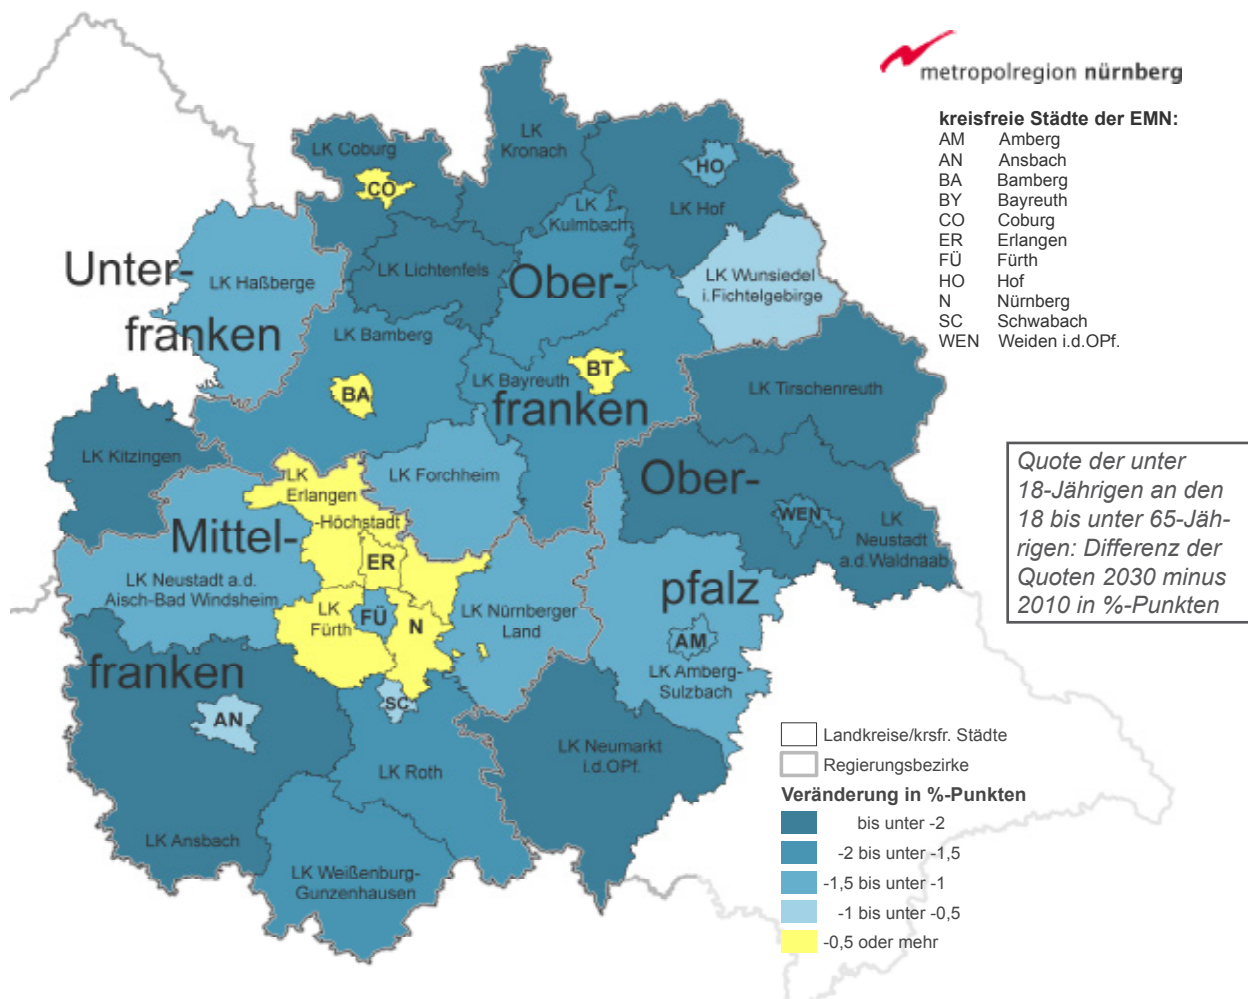 metropolregion nürnberg
kreisfreie Städte der EMN:
AM Amberg
AN Ansbach
BA Bamberg
BY Bayreuth
CO Coburg
ER Erlangen
FÜ Fürth
HO Hof
N Nürnberg
SC Schwabach
WEN Weiden i.d.OPf.
Quote der unter
18-Jährigen an den
18 bis unter 65-Jäh-
rigen: Differenz der
Quoten 2030 minus
2010 in %-Punkten
LK Coburg
CO
LK
Kronach
HO
LK Hof
LK
Kulmbach
Unter-
franken
LK Haßberge
LK Lichtenfels
Ober-
franken
LK Wunsiedel
i.Fichtelgebirge
LK Bamberg
BA
LK Bayreuth
BT
LK Tirschenreuth
LK Kitzingen
LK
Erlangen
-Höchstadt
LK Forchheim
Ober-
pfalz
WEN
LK
Neustadt
a.d.Waldnaab
Mittel-
franken
ER
LK Neustadt a.d.
Aisch-Bad Windsheim
LK
Fürth
FÜ
N
LK Nürnberger
Land
AM
LK Amberg-
Sulzbach
AN
SC
LK Roth
LK Neumarkt
i.d.OPf.
LK Ansbach
LK Weißenburg-
Gunzenhausen
Landkreise/krsfr. Städte
Regierungsbezirke
Veränderung in %-Punkten
bis unter -2
-2 bis unter -1,5
-1,5 bis unter -1
-1 bis unter -0,5
-0,5 oder mehr